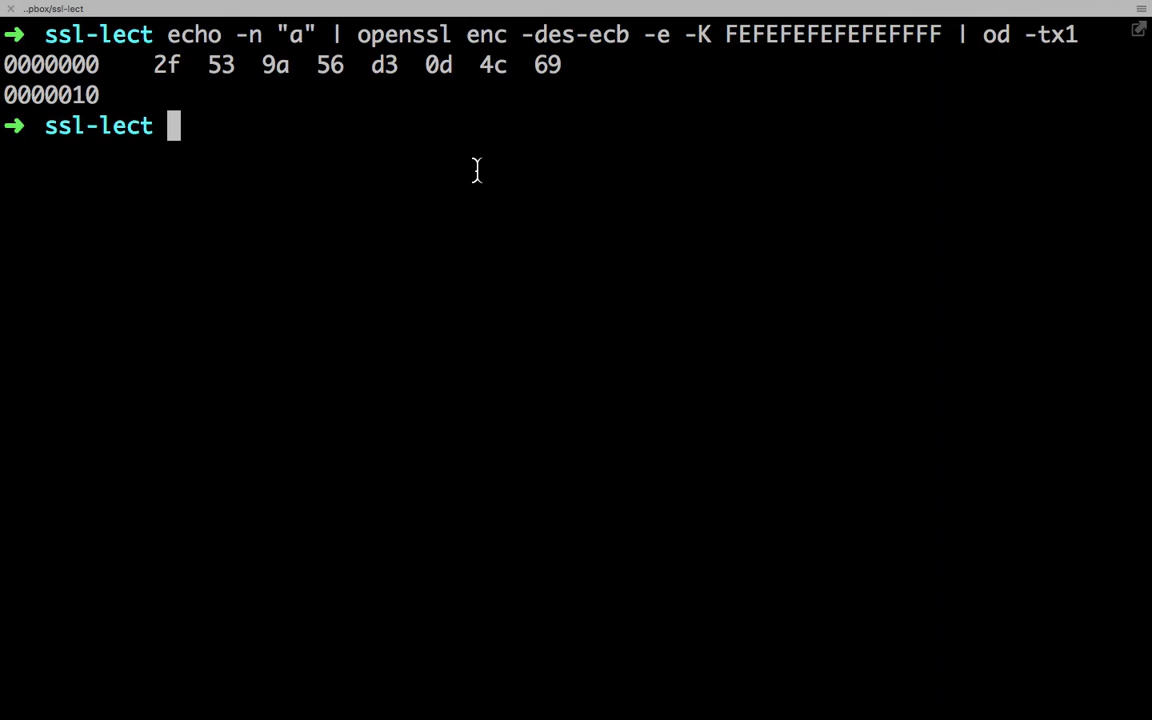 ..pbox/ssl-lect
➜ ssl-lect echo -n "a" | openssl enc -des-ecb -e -K FEFEFEFEFEFEFFFF | od -tx1
0000000 2f 53 9a 56 d3 0d 4c 69
0000010
➜ ssl-lect